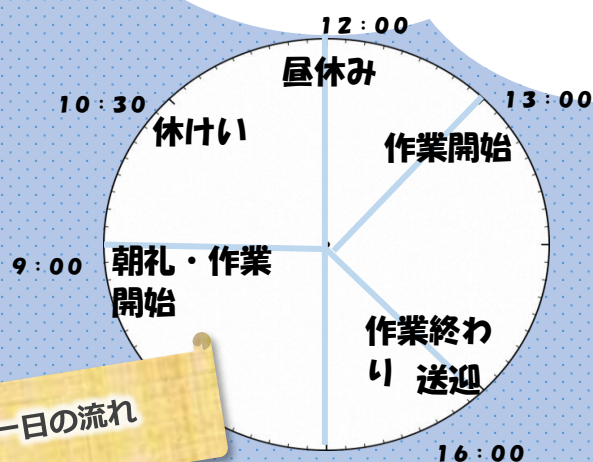 12:00
昼休み
10:30
休けい
13:00
作業開始
9:00
朝礼・作業
開始
作業終わ
り 送迎
16:00
一日の流れ